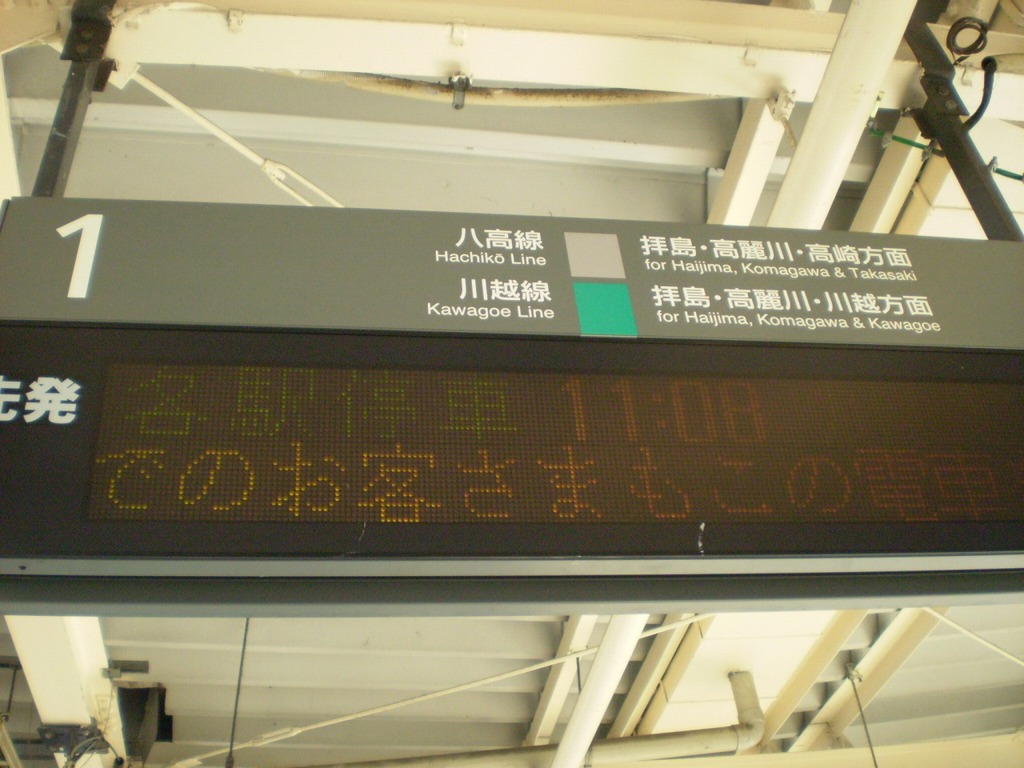 1
八高線 拝島・高麗川・高崎方面
Hachikō Line for Haijima, Komagawa & Takasaki
川越線 拝島・高麗川・川越方面
Kawagoe Line for Haijima, Komagawa & Kawagoe
先発 各駅停車 11:08
でのお客さまもこの電車